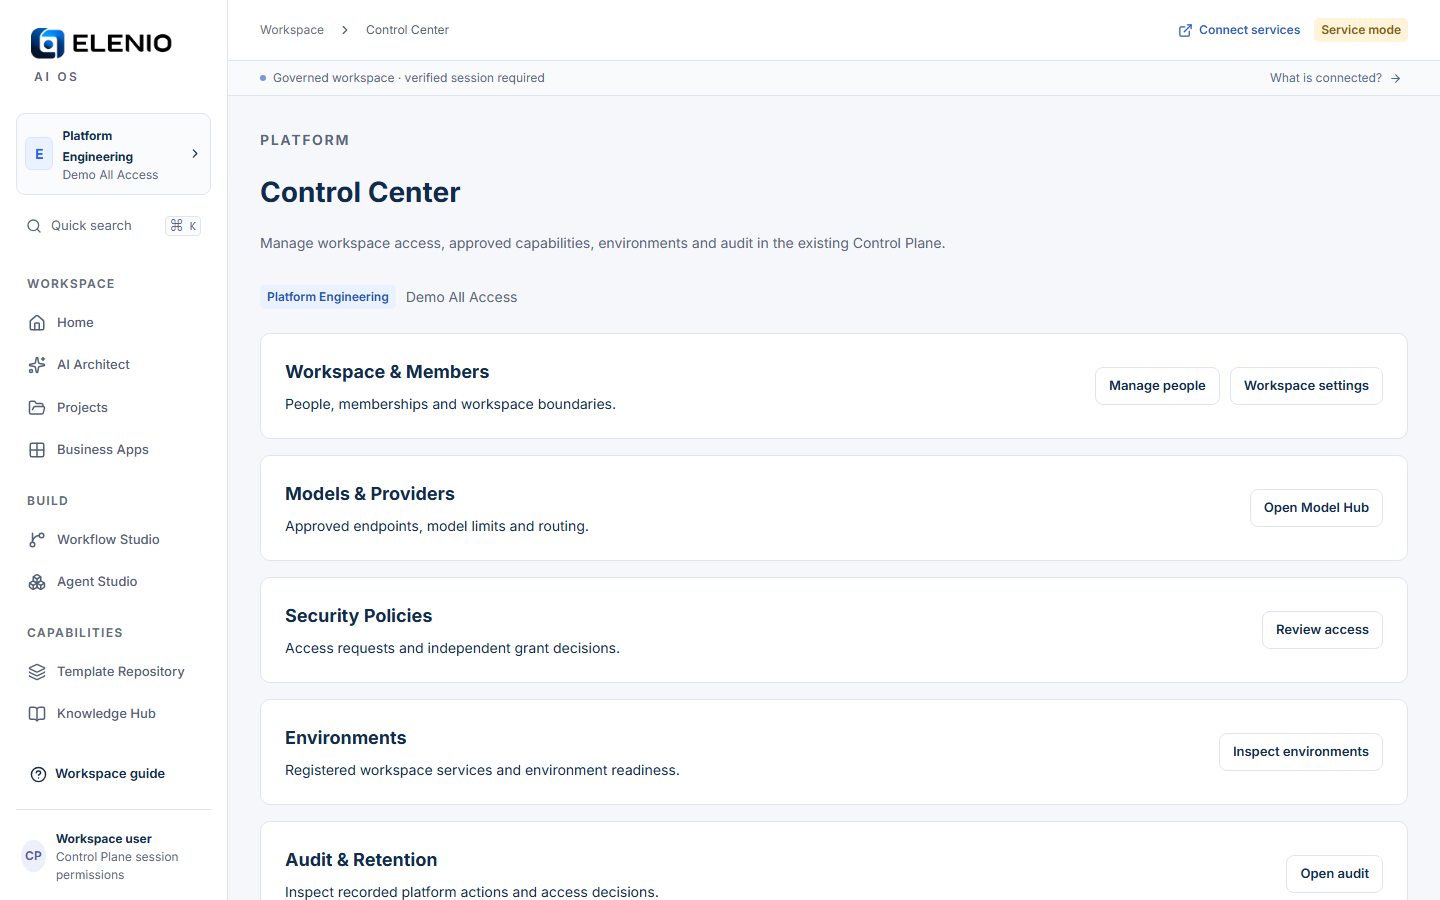 ELENIO
AI OS
E
Platform
Engineering
Demo All Access
Quick search
⌘ K
WORKSPACE
Home
AI Architect
Projects
Business Apps
BUILD
Workflow Studio
Agent Studio
CAPABILITIES
Template Repository
Knowledge Hub
Workspace guide
CP
Workspace user
Control Plane session
permissions
Workspace
Control Center
Connect services
Service mode
Governed workspace · verified session required
What is connected? →
PLATFORM
Control Center
Manage workspace access, approved capabilities, environments and audit in the existing Control Plane.
Platform Engineering Demo All Access
Workspace & Members
People, memberships and workspace boundaries.
Manage people
Workspace settings
Models & Providers
Approved endpoints, model limits and routing.
Open Model Hub
Security Policies
Access requests and independent grant decisions.
Review access
Environments
Registered workspace services and environment readiness.
Inspect environments
Audit & Retention
Inspect recorded platform actions and access decisions.
Open audit